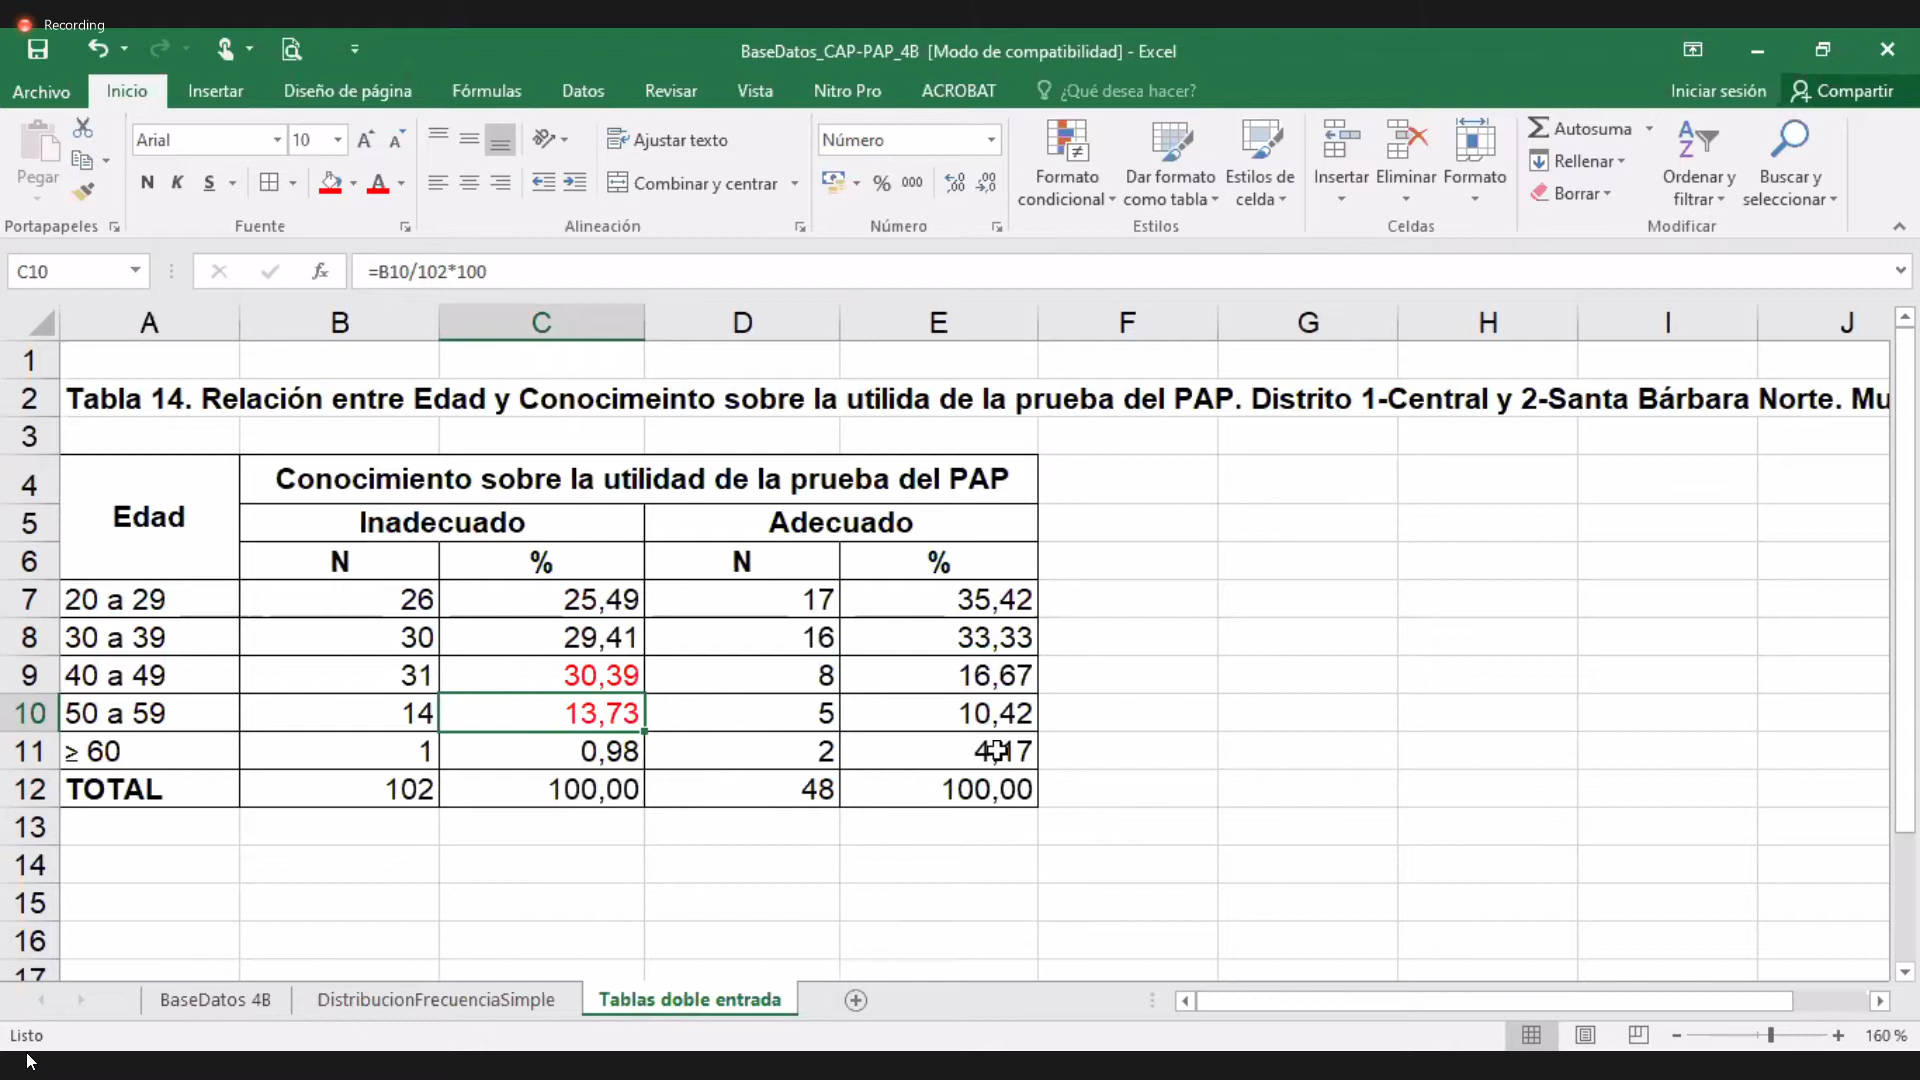 Recording
BaseDatos_CAP-PAP_4B [Modo de compatibilidad] - Excel
Archivo Inicio Insertar Diseño de página Fórmulas Datos Revisar Vista Nitro Pro ACROBAT ¿Qué desea hacer? Iniciar sesión Compartir
Pegar
Portapapeles
Arial 10
N K S
Fuente
Ajustar texto
Combinar y centrar
Alineación
Número
% 000
Número
Formato condicional
Dar formato como tabla
Estilos de celda
Estilos
Insertar Eliminar Formato
Celdas
Autosuma
Rellenar
Borrar
Ordenar y filtrar
Buscar y seleccionar
Modificar
C10 fx =B10/102*100
A B C D E F G H I J
1
2 Tabla 14. Relación entre Edad y Conocimeinto sobre la utilida de la prueba del PAP. Distrito 1-Central y 2-Santa Bárbara Norte. Mu
3
4 Edad Conocimiento sobre la utilidad de la prueba del PAP
5 Inadecuado Adecuado
6 N % N %
7 20 a 29 26 25,49 17 35,42
8 30 a 39 30 29,41 16 33,33
9 40 a 49 31 30,39 8 16,67
10 50 a 59 14 13,73 5 10,42
11 ≥ 60 1 0,98 2 4,17
12 TOTAL 102 100,00 48 100,00
13
14
15
16
17
BaseDatos 4B DistribucionFrecuenciaSimple Tablas doble entrada
Listo 160 %